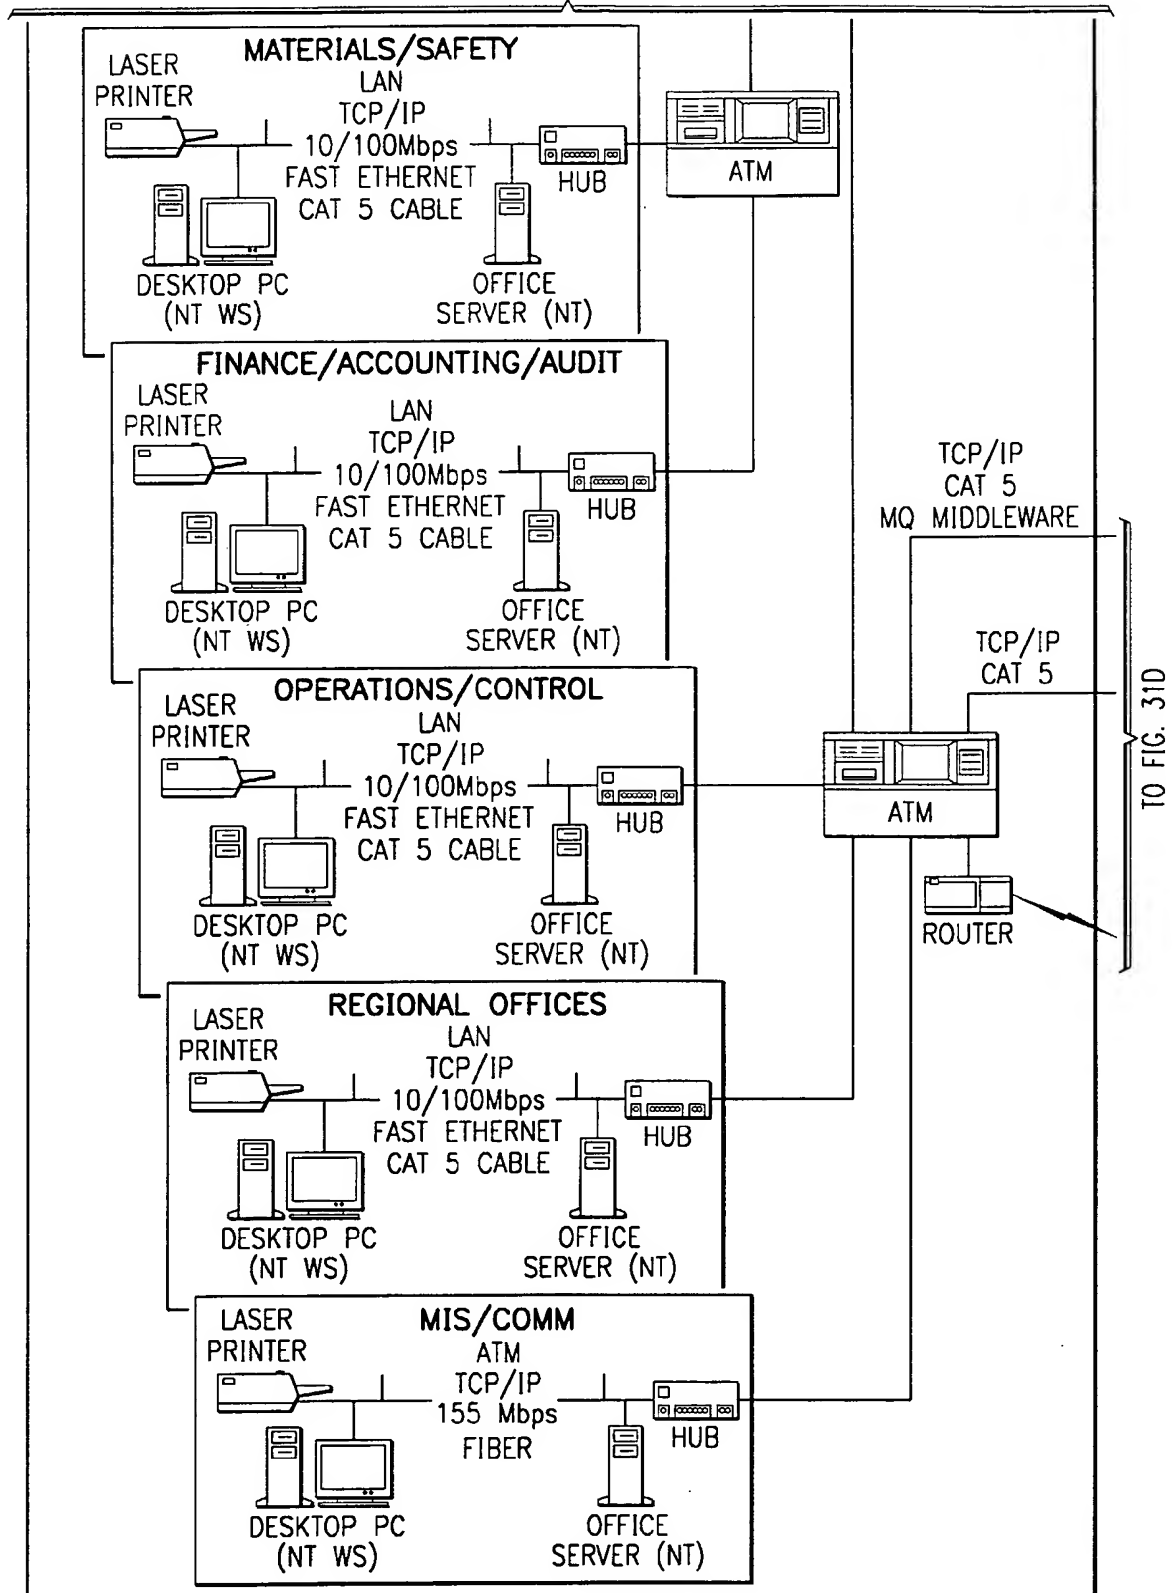 MATERIALS/SAFETY
LASER
PRINTER
LAN
TCP/IP
10/100Mbps
FAST ETHERNET
CAT 5 CABLE
HUB
DESKTOP PC
(NT WS)
OFFICE
SERVER (NT)
ATM
FINANCE/ACCOUNTING/AUDIT
LASER
PRINTER
LAN
TCP/IP
10/100Mbps
FAST ETHERNET
CAT 5 CABLE
HUB
DESKTOP PC
(NT WS)
OFFICE
SERVER (NT)
TCP/IP
CAT 5
MQ MIDDLEWARE
TCP/IP
CAT 5
TO FIG. 31D
OPERATIONS/CONTROL
LASER
PRINTER
LAN
TCP/IP
10/100Mbps
FAST ETHERNET
CAT 5 CABLE
HUB
DESKTOP PC
(NT WS)
OFFICE
SERVER (NT)
ATM
ROUTER
REGIONAL OFFICES
LASER
PRINTER
LAN
TCP/IP
10/100Mbps
FAST ETHERNET
CAT 5 CABLE
HUB
DESKTOP PC
(NT WS)
OFFICE
SERVER (NT)
MIS/COMM
LASER
PRINTER
ATM
TCP/IP
155 Mbps
FIBER
HUB
DESKTOP PC
(NT WS)
OFFICE
SERVER (NT)